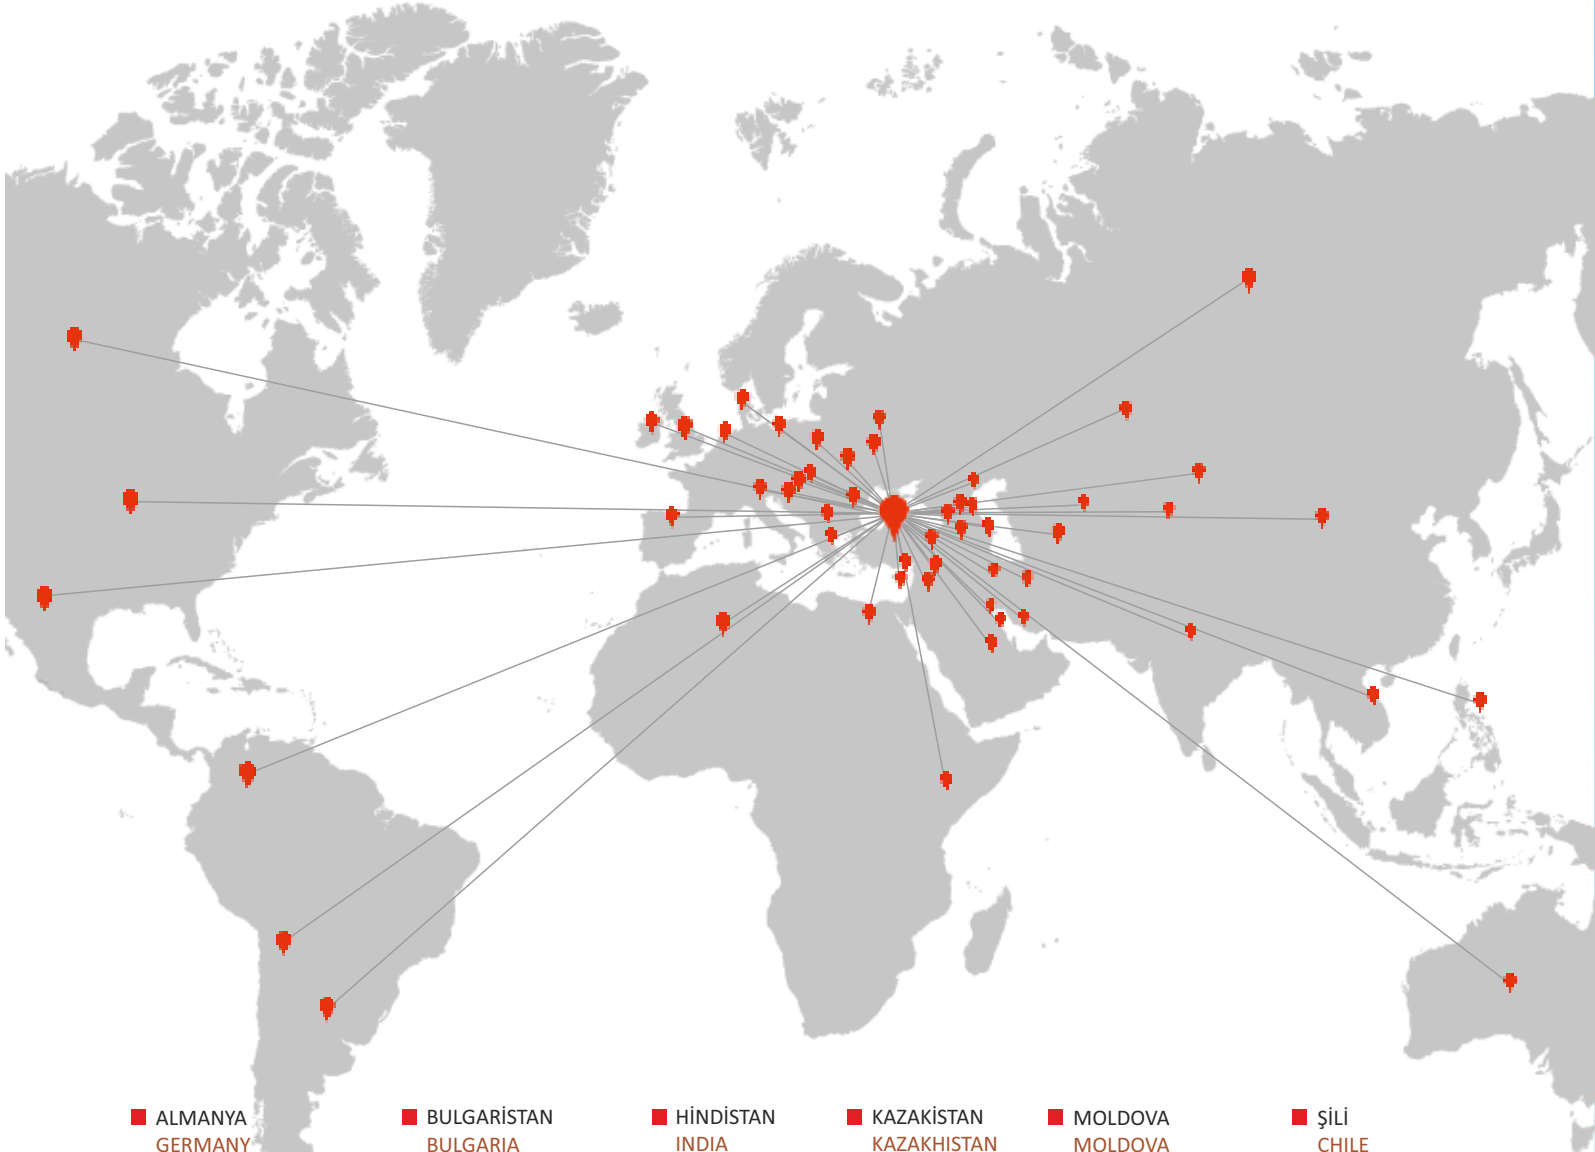 ALMANYA BULGARİSTAN HİNDİSTAN KAZAKİSTAN MOLDOVA ŞİLİ
GERMANY BULGARIA INDIA KAZAKHISTAN MOLDOVA CHILE